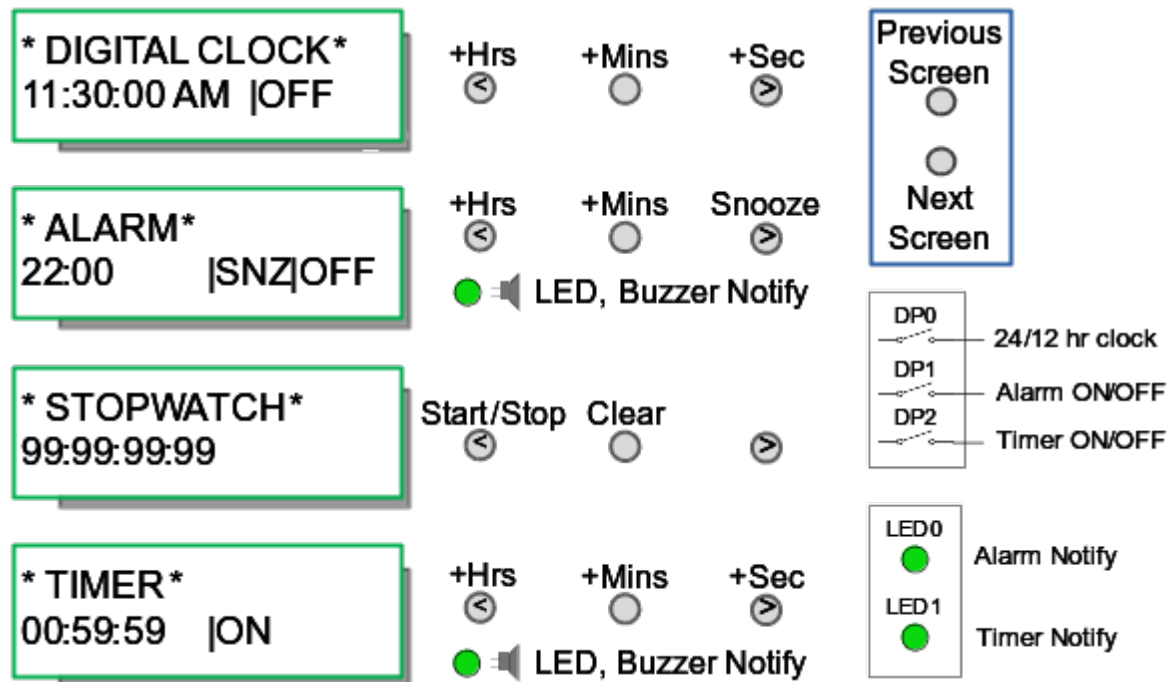 * DIGITAL CLOCK*
11:30:00 AM |OFF
+Hrs +Mins +Sec
< >
* ALARM*
22:00 |SNZ|OFF
+Hrs +Mins Snooze
< >
LED, Buzzer Notify
* STOPWATCH*
99:99:99:99
Start/Stop Clear
< >
* TIMER*
00:59:59 |ON
+Hrs +Mins +Sec
< >
LED, Buzzer Notify
Previous
Screen
Next
Screen
DP0
24/12 hr clock
DP1
Alarm ON/OFF
DP2
Timer ON/OFF
LED0
Alarm Notify
LED1
Timer Notify